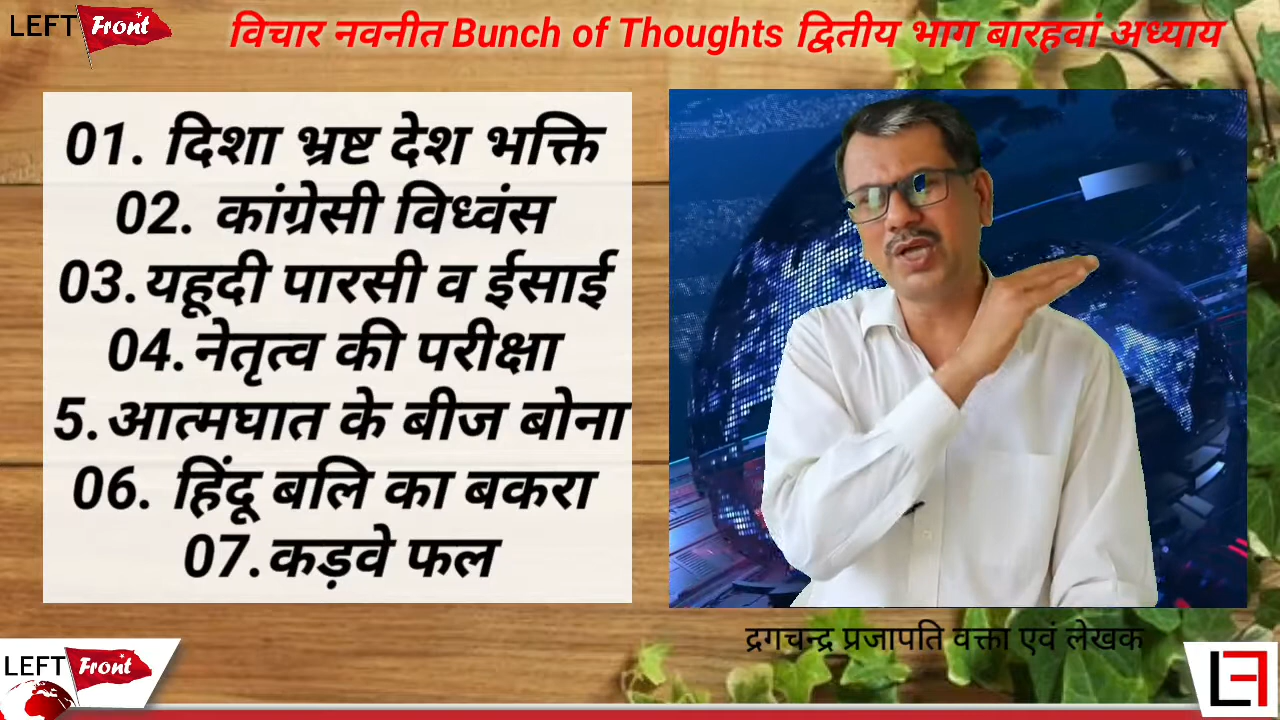 LEFT Front
विचार नवनीत Bunch of Thoughts द्वितीय भाग बारहवां अध्याय
01. दिशा भ्रष्ट देश भक्ति
02. कांग्रेसी विध्वंस
03.यहूदी पारसी व ईसाई
04.नेतृत्व की परीक्षा
5.आत्मघात के बीज बोना
06. हिंदू बलि का बकरा
07.कड़वे फल
द्रगचन्द्र प्रजापति वक्ता एवं लेखक
LEFT Front
LF